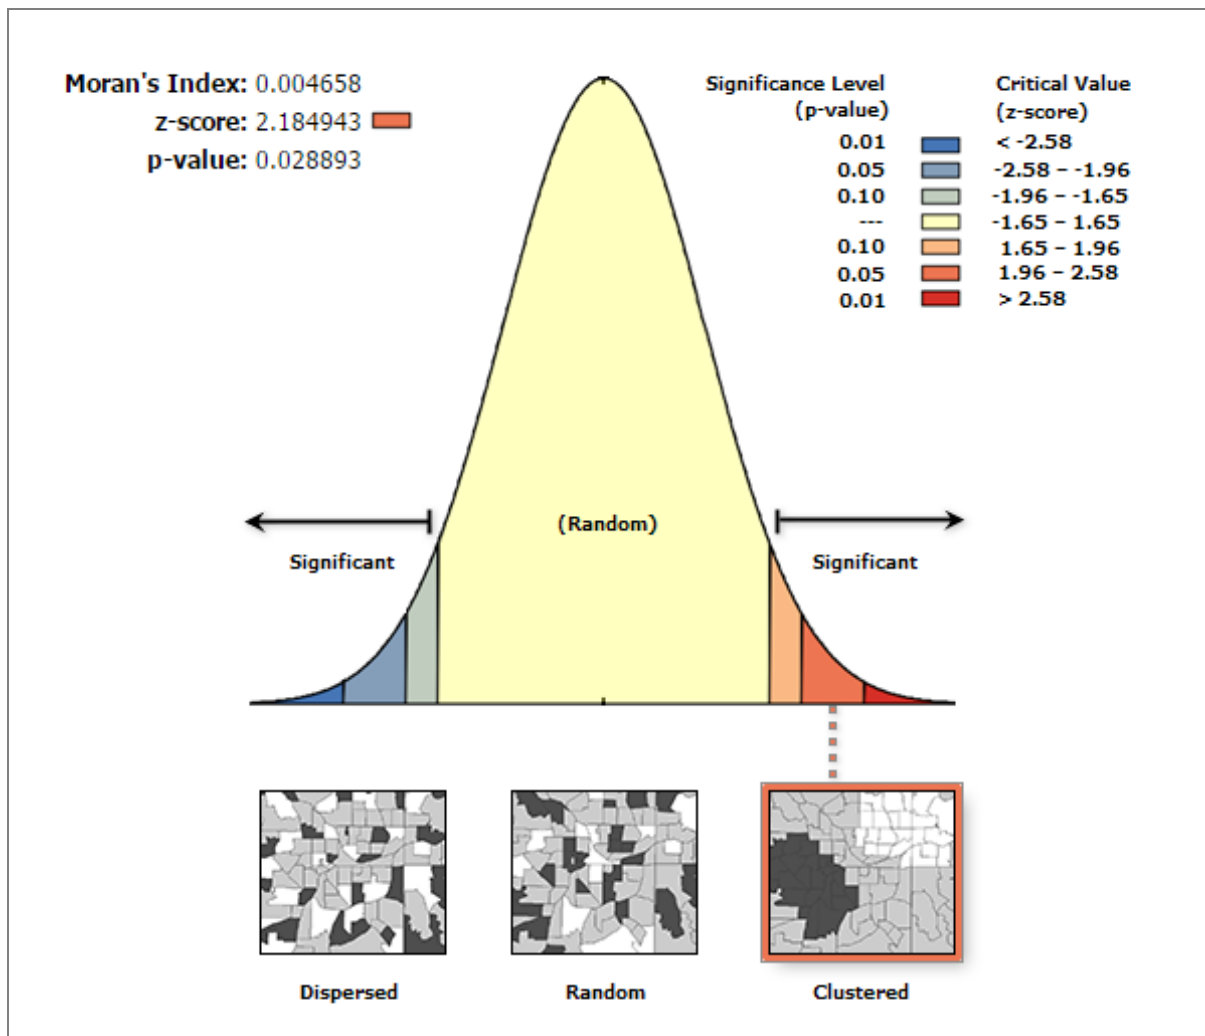 Moran's Index: 0.004658
z-score: 2.184943
p-value: 0.028893
Significance Level
(p-value)
Critical Value
(z-score)
0.01 < -2.58
0.05 -2.58 – -1.96
0.10 -1.96 – -1.65
--- -1.65 – 1.65
0.10 1.65 – 1.96
0.05 1.96 – 2.58
0.01 > 2.58
(Random)
Significant
Significant
Dispersed
Random
Clustered